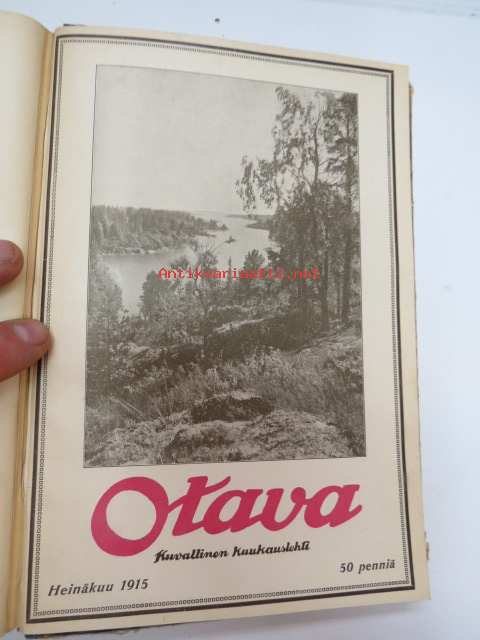 Antikvariaatti.net
Otava
Kuvallinen Kuukauslehti
Heinäkuu 1915
50 penniä